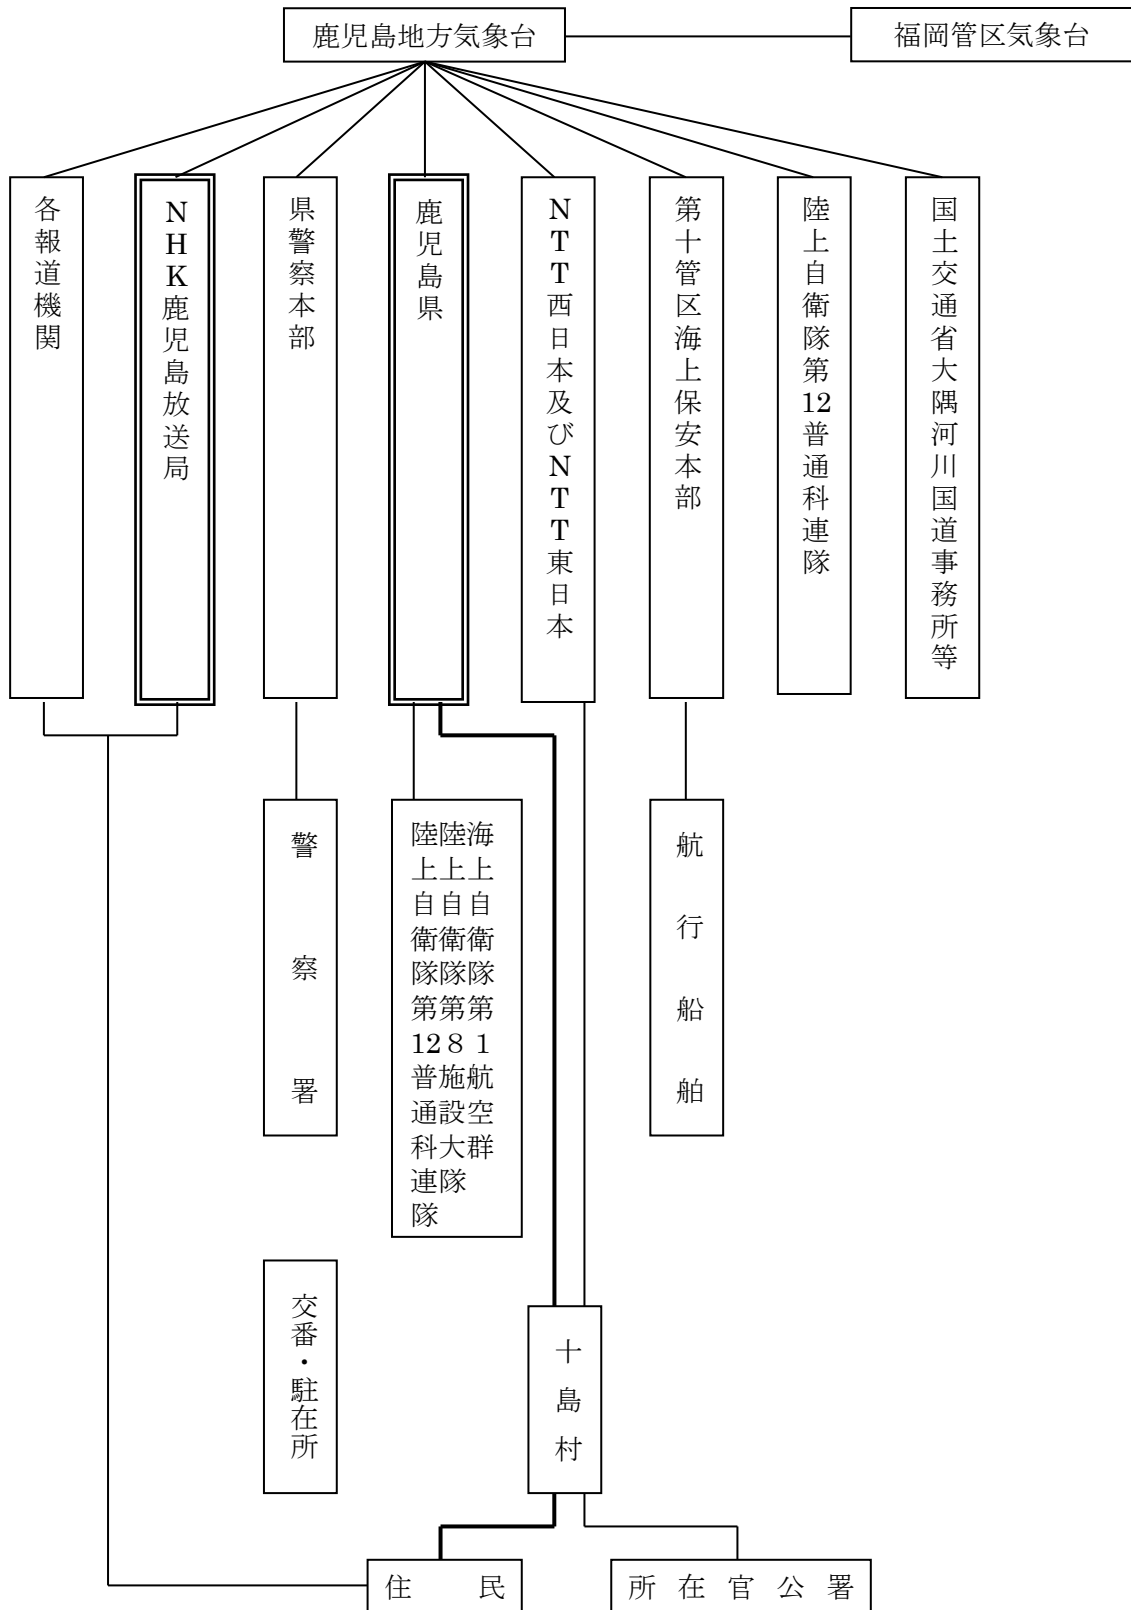 鹿児島地方気象台
福岡管区気象台
各報道機関
NHK鹿児島放送局
県警察本部
鹿児島県
NTT西日本及びNTT東日本
第十管区海上保安本部
陸上自衛隊第12普通科連隊
国土交通省大隅河川国道事務所等
警察署
海上自衛隊第1航空群
陸上自衛隊第8施設大隊
陸上自衛隊第12普通科連隊
航行船舶
交番・駐在所
十島村
住民
所在官公署